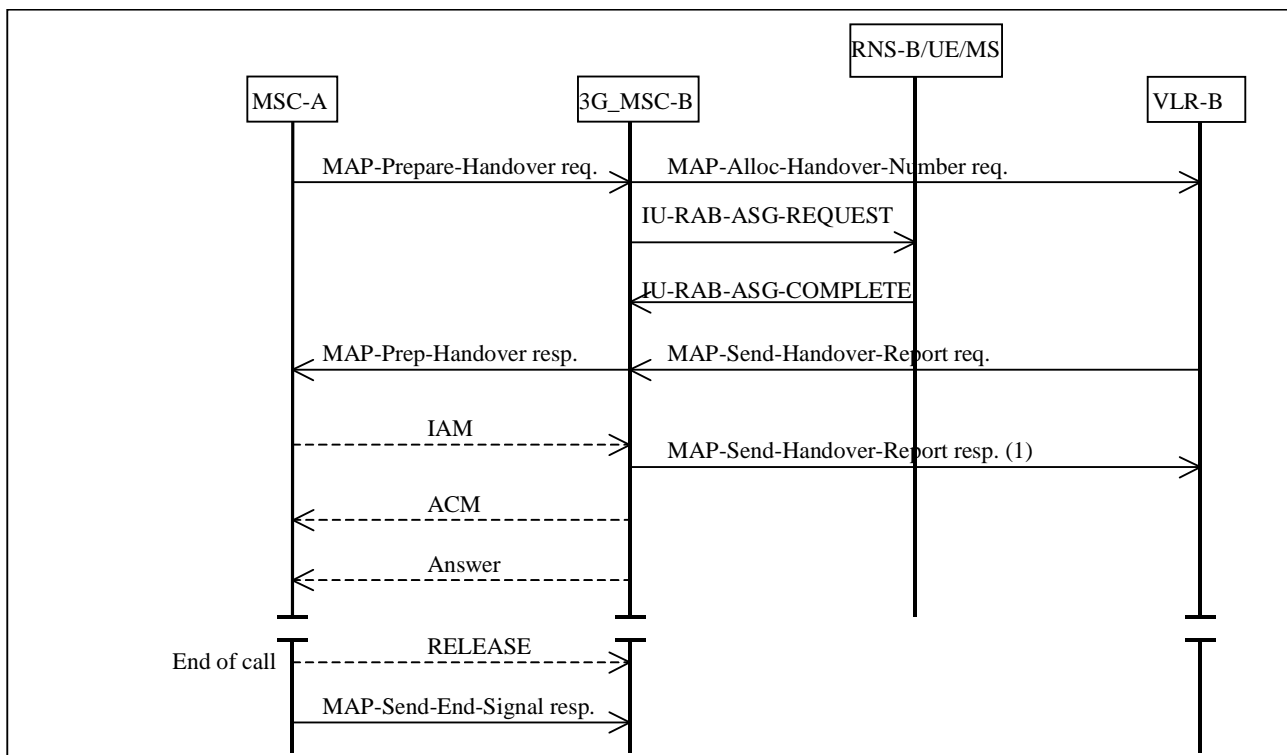 RNS-B/UE/MS
MSC-A
3G_MSC-B
VLR-B
MAP-Prepare-Handover req.
MAP-Alloc-Handover-Number req.
IU-RAB-ASG-REQUEST
IU-RAB-ASG-COMPLETE
MAP-Prep-Handover resp.
MAP-Send-Handover-Report req.
IAM
MAP-Send-Handover-Report resp. (1)
ACM
Answer
RELEASE
End of call
MAP-Send-End-Signal resp.